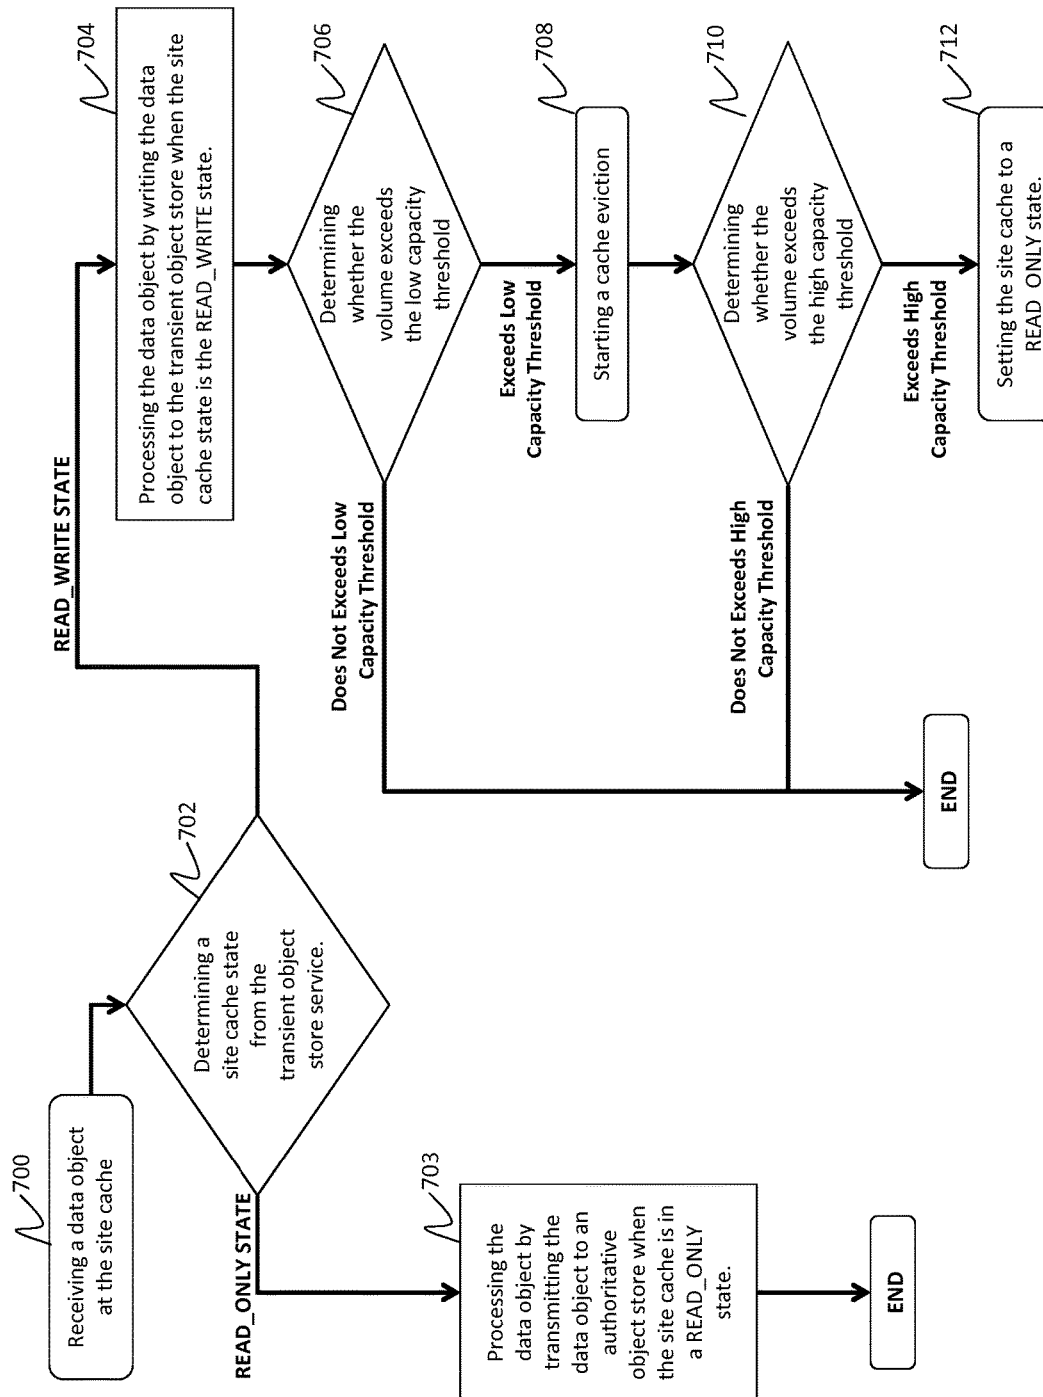 700
Receiving a data object
at the site cache
702
Determining a
site cache state
from the
transient object
store service.
READ_ONLY STATE
703
Processing the
data object by
transmitting the
data object to an
authoritative
object store when
the site cache is in
a READ_ONLY
state.
END
READ_WRITE STATE
704
Processing the data object by writing the data
object to the transient object store when the site
cache state is the READ_WRITE state.
706
Determining
whether the
volume exceeds
the low capacity
threshold
Does Not Exceeds Low
Capacity Threshold
Exceeds Low
Capacity Threshold
708
Starting a cache eviction
710
Determining
whether the
volume exceeds
the high capacity
threshold
Does Not Exceeds High
Capacity Threshold
END
Exceeds High
Capacity Threshold
712
Setting the site cache to a
READ_ONLY state.